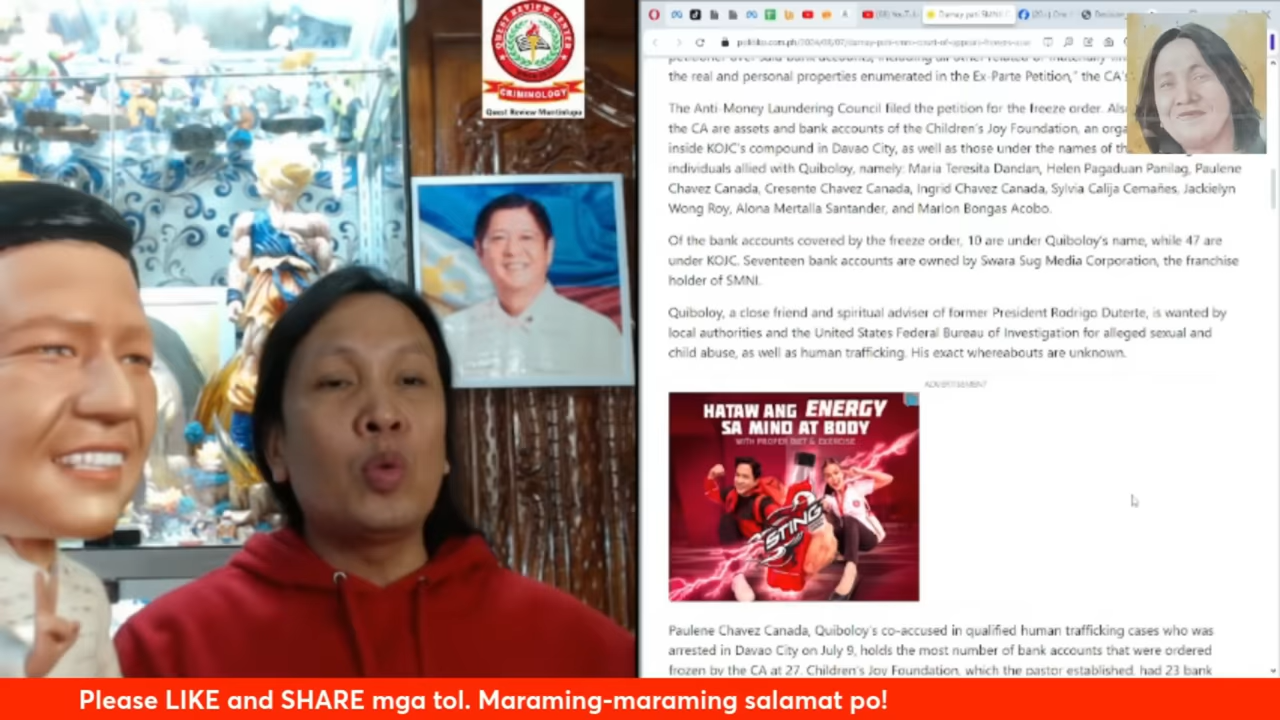 QUEST REVIEW CENTER
CRIMINOLOGY
Quest Review Muntinlupa
the real and personal properties enumerated in the Ex-Parte Petition," the CA's
The Anti-Money Laundering Council filed the petition for the freeze order.
the CA are assets and bank accounts of the Children's Joy Foundation, an
inside KOJC's compound in Davao City, as well as those under the names of
individuals allied with Quiboloy, namely: Maria Teresita Dandan, Helen Pagaduan Panilag, Paulene
Chavez Canada, Cresente Chavez Canada, Ingrid Chavez Canada, Sylvia Calija Cemañes, Jackielyn
Wong Roy, Alona Mertalla Santander, and Marlon Bongas Acobo.
Of the bank accounts covered by the freeze order, 10 are under Quiboloy's name, while 47 are
under KOJC. Seventeen bank accounts are owned by Swara Sug Media Corporation, the franchise
holder of SMNI.
Quiboloy, a close friend and spiritual adviser of former President Rodrigo Duterte, is wanted by
local authorities and the United States Federal Bureau of Investigation for alleged sexual and
child abuse, as well as human trafficking. His exact whereabouts are unknown.
ADVERTISEMENT
HATAW ANG ENERGY
SA MIND AT BODY
WITH PROPER DIET & EXERCISE
STING
Paulene Chavez Canada, Quiboloy's co-accused in qualified human trafficking cases who was
arrested in Davao City on July 9, holds the most number of bank accounts that were ordered
frozen by the CA at 27. Children's Joy Foundation, which the pastor established, had 23 bank
Please LIKE and SHARE mga tol. Maraming-maraming salamat po!